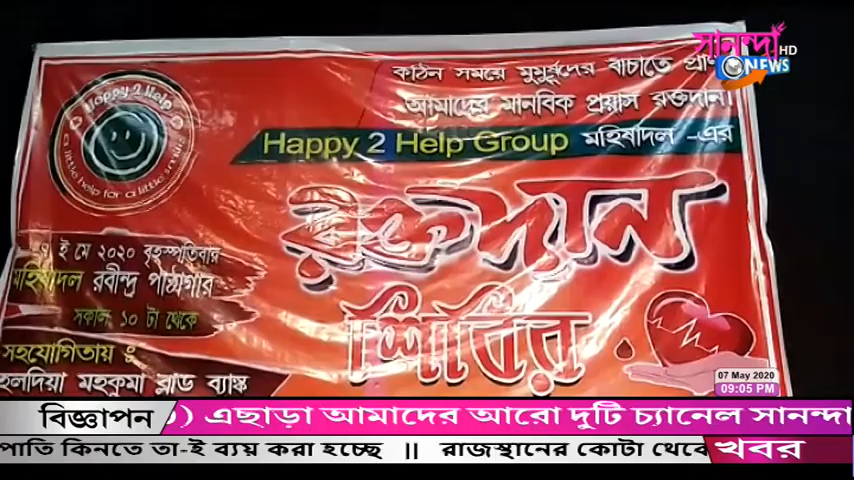 সানন্দা HD
NEWS
কঠিন সময়ে মুমুর্ষুদের বাচাতে
আমাদের মানবিক প্রয়াস রক্তদান।
Happy 2 Help Group মহিষাদল -এর
Happy 2 Help
a little help for a little smile
রক্তদান
শিবির
৭ ই মে ২০২০ বৃহস্পতিবার
মহিষাদল রবীন্দ্র পাঠাগার
সকাল ১০ টা থেকে
সহযোগিতায় :
হলদিয়া মহকুমা ব্লাড ব্যাঙ্ক
07 May 2020
09:05 PM
বিজ্ঞাপন ) এছাড়া আমাদের আরো দুটি চ্যানেল সানন্দা
পাতি কিনতে তা-ই ব্যয় করা হচ্ছে || রাজস্থানের কোটা থেকে খবর